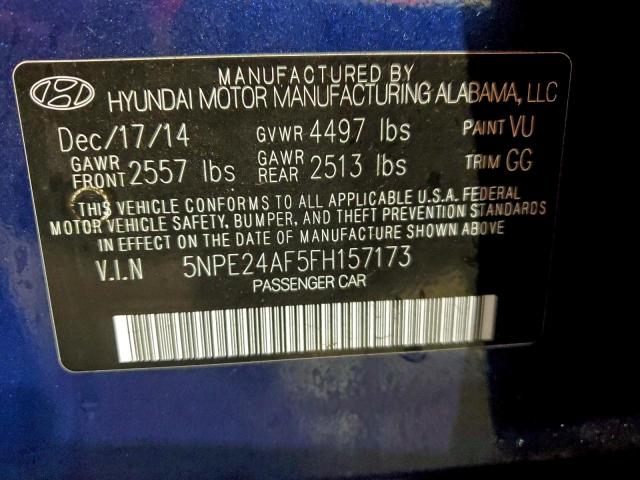 MANUFACTURED BY
HYUNDAI MOTOR MANUFACTURING ALABAMA, LLC
Dec/17/14 GVWR 4497 lbs PAINT VU
GAWR FRONT 2557 lbs GAWR REAR 2513 lbs TRIM GG
THIS VEHICLE CONFORMS TO ALL APPLICABLE U.S.A. FEDERAL
MOTOR VEHICLE SAFETY, BUMPER, AND THEFT PREVENTION STANDARDS
IN EFFECT ON THE DATE OF MANUFACTURE SHOWN ABOVE.
V.I.N 5NPE24AF5FH157173
PASSENGER CAR